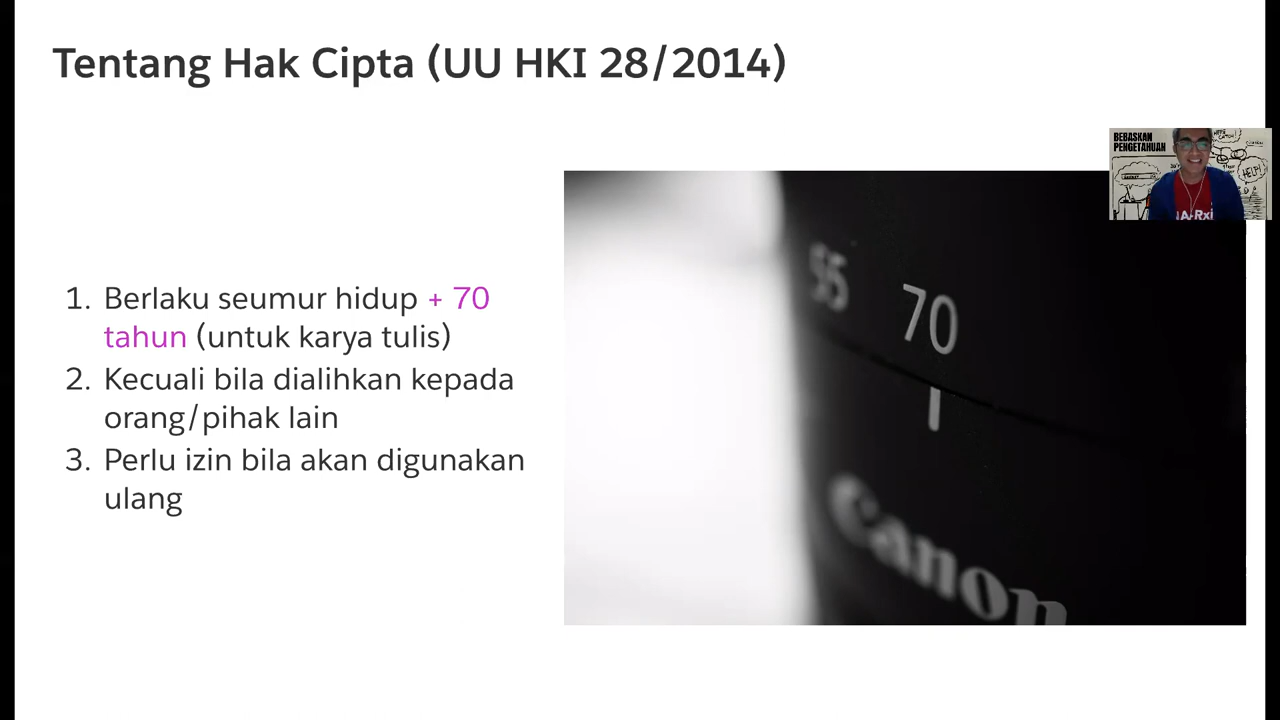 Tentang Hak Cipta (UU HKI 28/2014)
BEBASKAN
PENGETAHUAN
HELP!
A-Rxi
1. Berlaku seumur hidup + 70
tahun (untuk karya tulis)
2. Kecuali bila dialihkan kepada
orang/pihak lain
3. Perlu izin bila akan digunakan
ulang
55
70
Canon